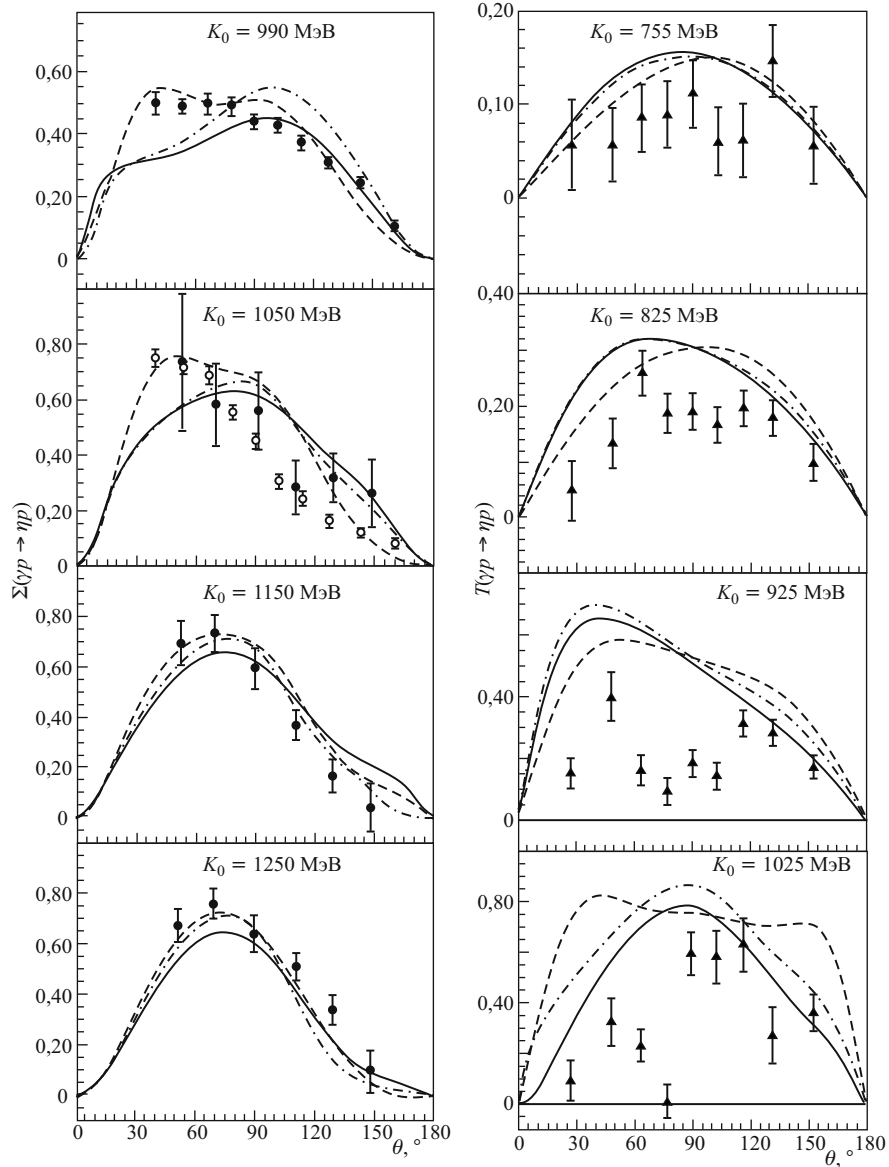 K₀ = 990 МэВ
0,60
0,40
0,20
0
K₀ = 1050 МэВ
0,80
0,60
0,40
0,20
0
Σ(γp → ηp)
K₀ = 1150 МэВ
0,80
0,60
0,40
0,20
0
K₀ = 1250 МэВ
0,80
0,60
0,40
0,20
0
0 30 60 90 120 150 180
θ, °
0,20
K₀ = 755 МэВ
0,10
0
0,40
K₀ = 825 МэВ
0,20
0
T(γp → ηp)
K₀ = 925 МэВ
0,40
0
K₀ = 1025 МэВ
0,80
0,40
0
0 30 60 90 120 150 180
θ, °